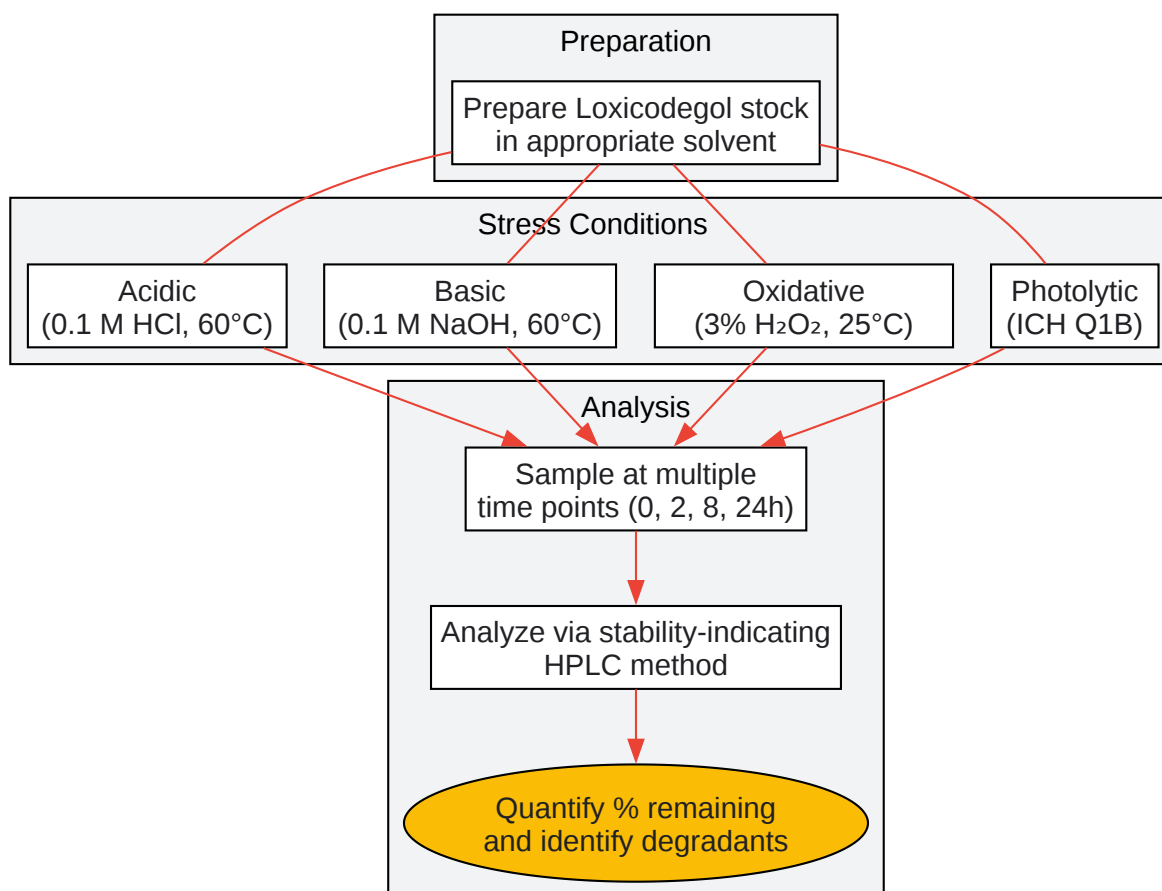 Preparation
Prepare Loxicodegol stock
in appropriate solvent
Stress Conditions
Acidic
(0.1 M HCl, 60°C)
Basic
(0.1 M NaOH, 60°C)
Oxidative
(3% H₂O₂, 25°C)
Photolytic
(ICH Q1B)
Analysis
Sample at multiple
time points (0, 2, 8, 24h)
Analyze via stability-indicating
HPLC method
Quantify % remaining
and identify degradants